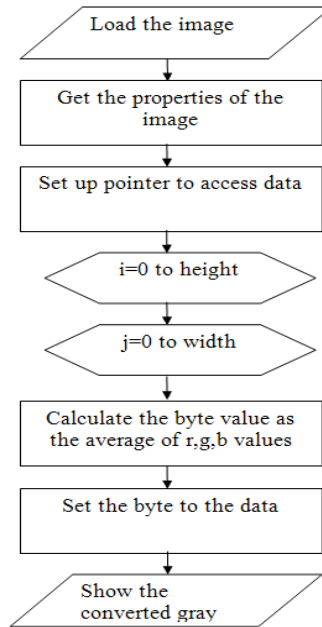 Load the image
Get the properties of the
image
Set up pointer to access data
i=0 to height
j=0 to width
Calculate the byte value as
the average of r,g,b values
Set the byte to the data
Show the
converted gray